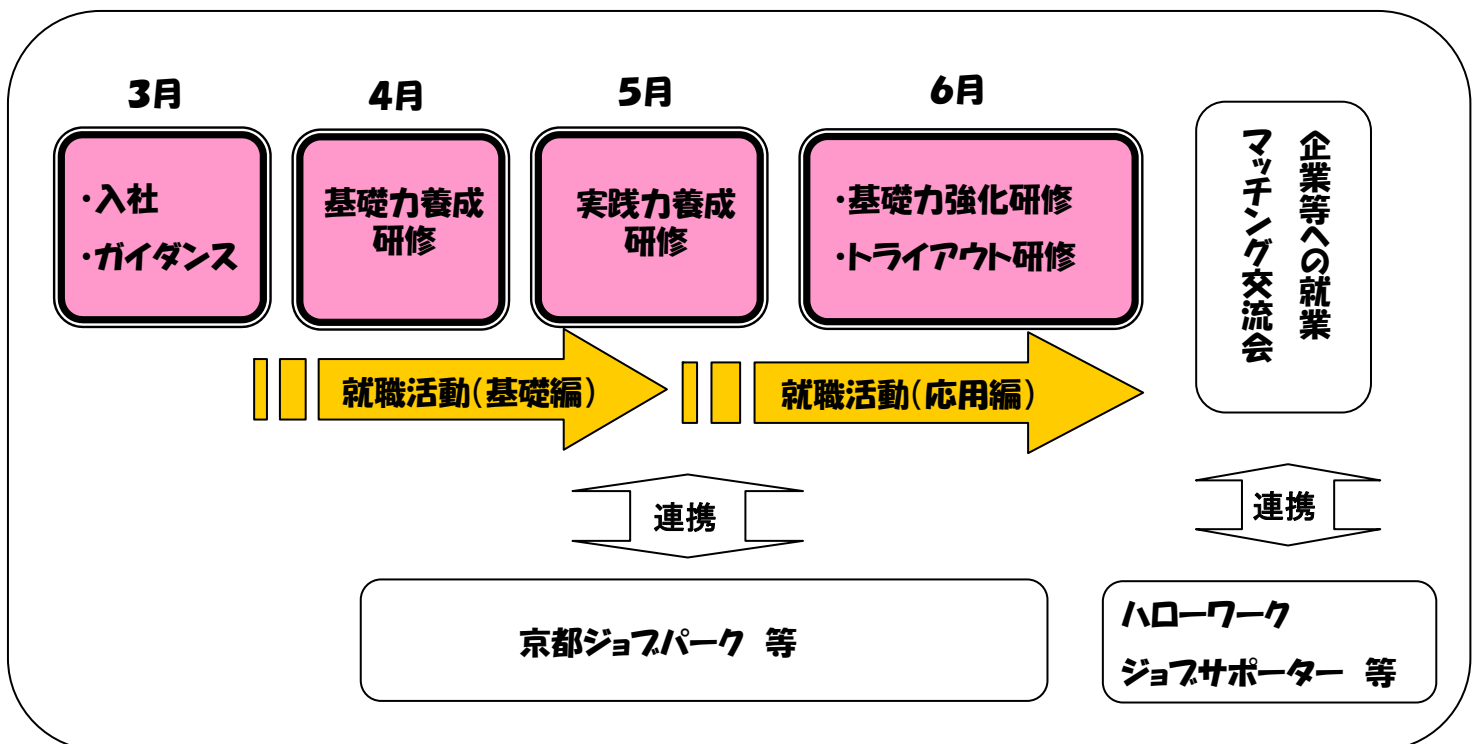 3月
4月
5月
6月
・入社
・ガイダンス
基礎力養成
研修
実践力養成
研修
・基礎力強化研修
・トライアウト研修
企業等への就業
マッチング交流会
就職活動(基礎編)
就職活動(応用編)
連携
連携
京都ジョブパーク 等
ハローワーク
ジョブサポーター 等